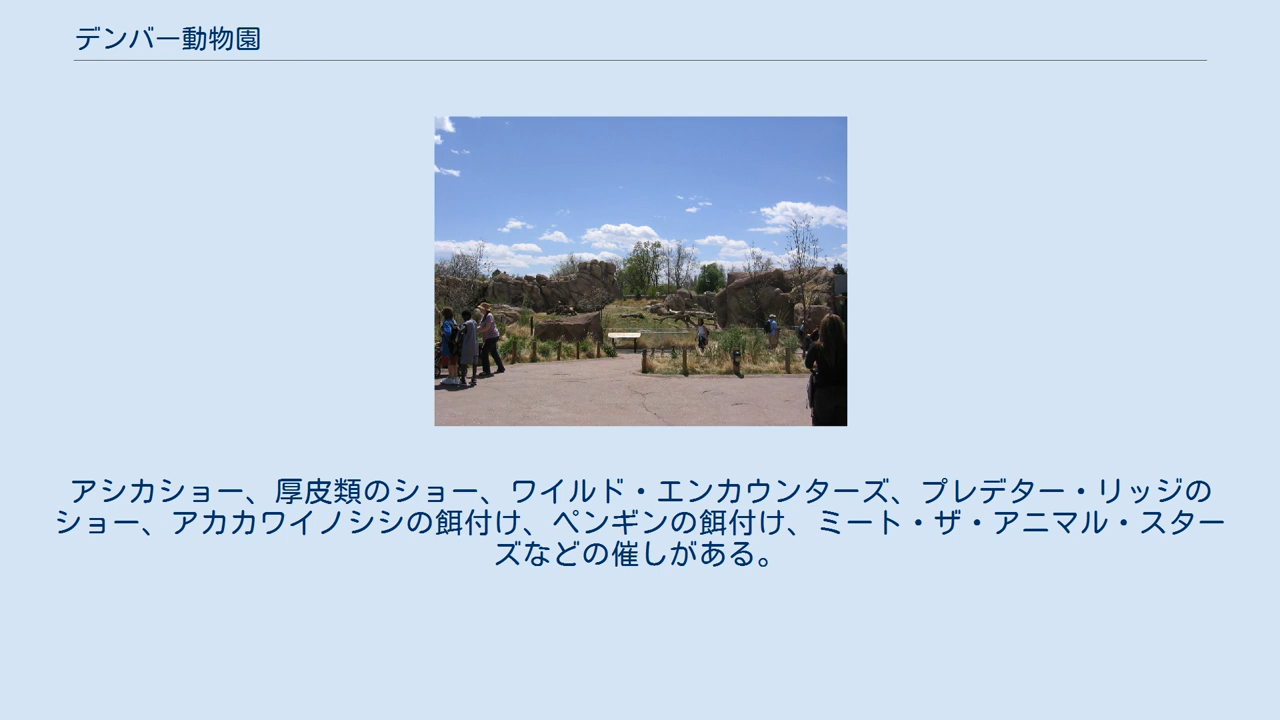 デンバー動物園
アシカショー、厚皮類のショー、ワイルド・エンカウンターズ、プレデター・リッジの
ショー、アカカワイノシシの餌付け、ペンギンの餌付け、ミート・ザ・アニマル・スター
ズなどの催しがある。